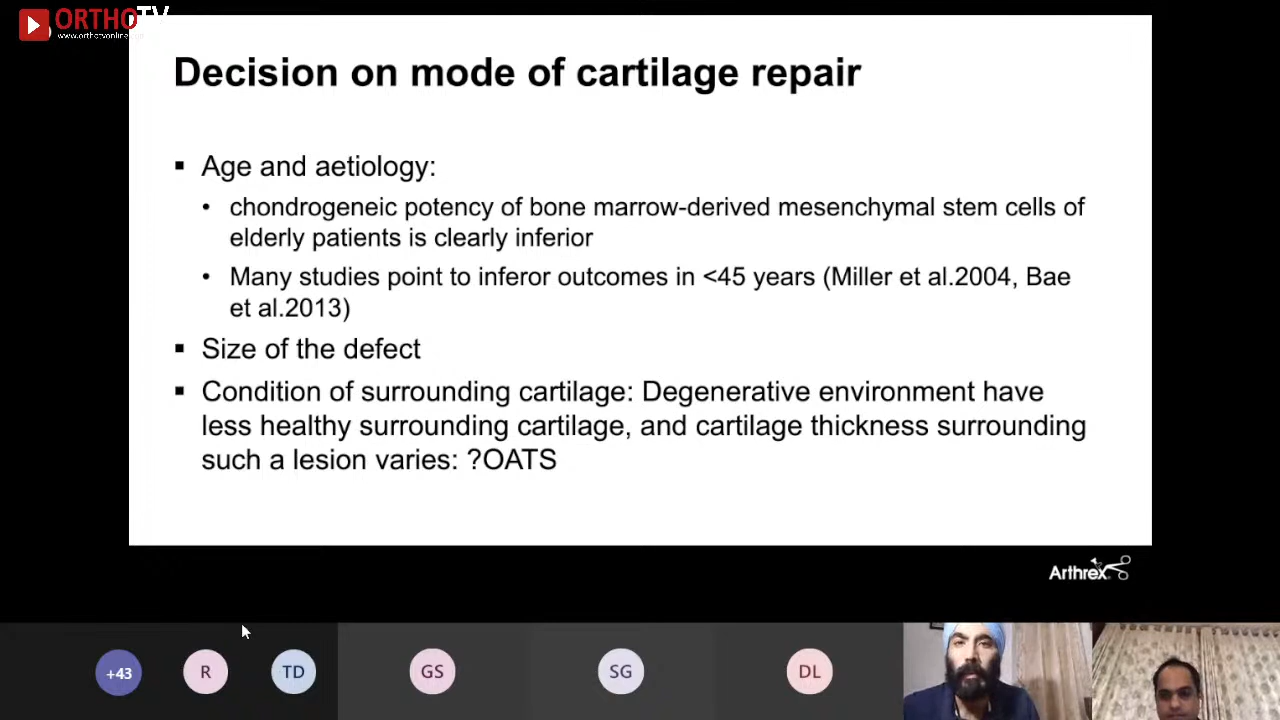 ORTHOTV
www.orthotvonline.com
Decision on mode of cartilage repair
▪ Age and aetiology:
• chondrogeneic potency of bone marrow-derived mesenchymal stem cells of
elderly patients is clearly inferior
• Many studies point to inferor outcomes in <45 years (Miller et al.2004, Bae
et al.2013)
▪ Size of the defect
▪ Condition of surrounding cartilage: Degenerative environment have
less healthy surrounding cartilage, and cartilage thickness surrounding
such a lesion varies: ?OATS
Arthrex
+43
R
TD
GS
SG
DL